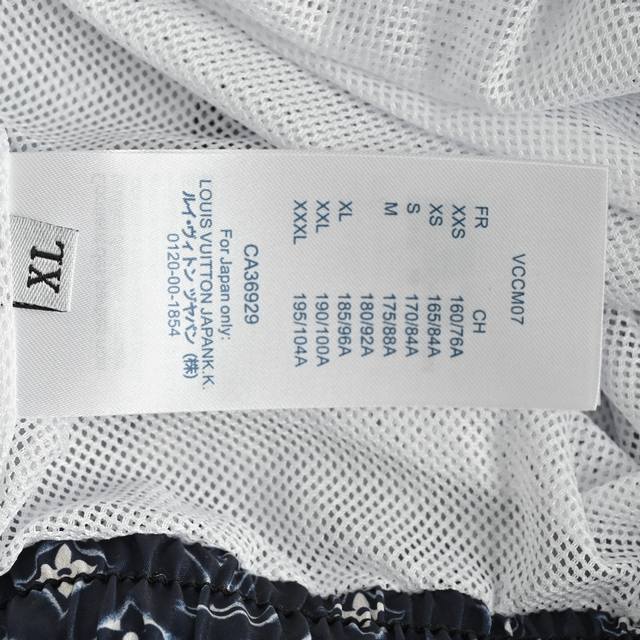 VCCM07
FR CH
XXS 160/76A
XS 165/84A
S 170/84A
M 175/88A
180/92A
XL 185/96A
XXL 190/100A
XXXL 195/104A
CA36929
For Japan only:
LOUIS VUITTON JAPANK.K.
ルイ ヴィトン ジャパン (株)
0120-00-1854
XL